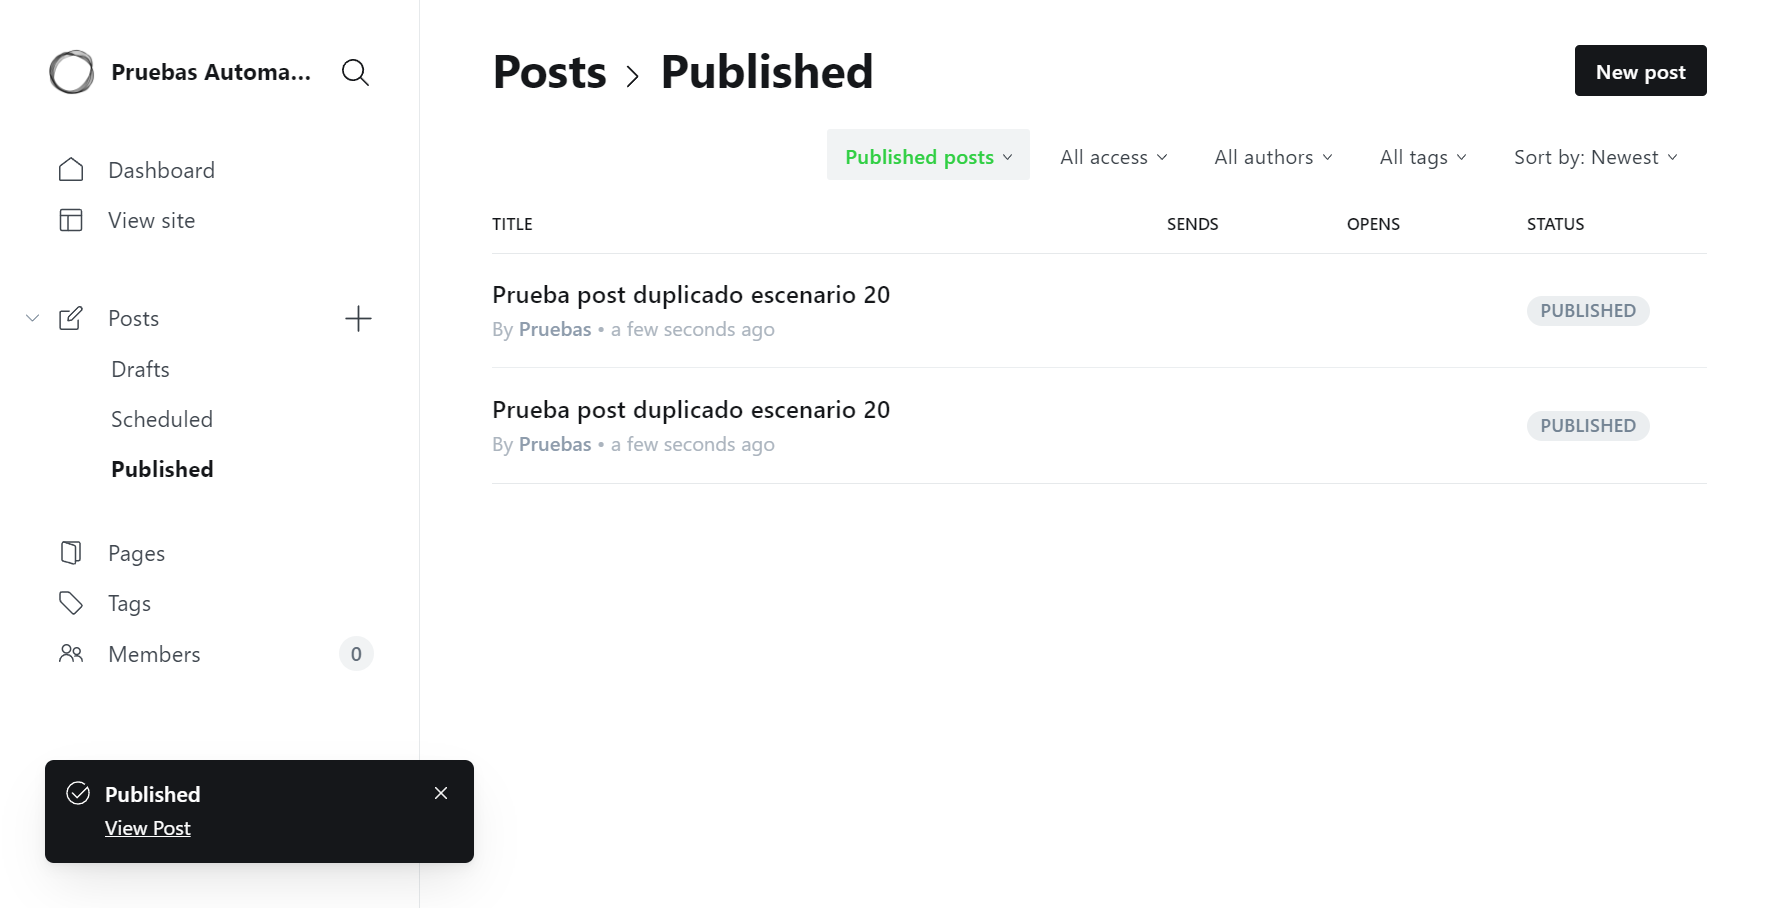 Pruebas Automa...
Dashboard
View site
Posts
Drafts
Scheduled
Published
Pages
Tags
Members 0
Published
View Post
Posts > Published
New post
Published posts All access All authors All tags Sort by: Newest
TITLE SENDS OPENS STATUS
Prueba post duplicado escenario 20
By Pruebas • a few seconds ago
PUBLISHED
Prueba post duplicado escenario 20
By Pruebas • a few seconds ago
PUBLISHED